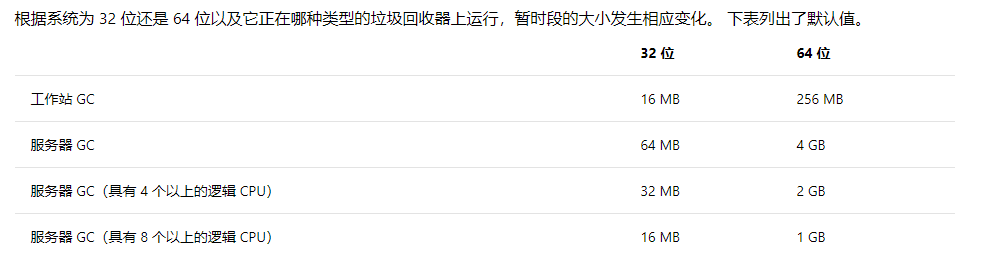 根据系统为 32 位还是 64 位以及它正在哪种类型的垃圾回收器上运行，暂时段的大小发生相应变化。 下表列出了默认值。
32 位 64 位
工作站 GC 16 MB 256 MB
服务器 GC 64 MB 4 GB
服务器 GC（具有 4 个以上的逻辑 CPU） 32 MB 2 GB
服务器 GC（具有 8 个以上的逻辑 CPU） 16 MB 1 GB